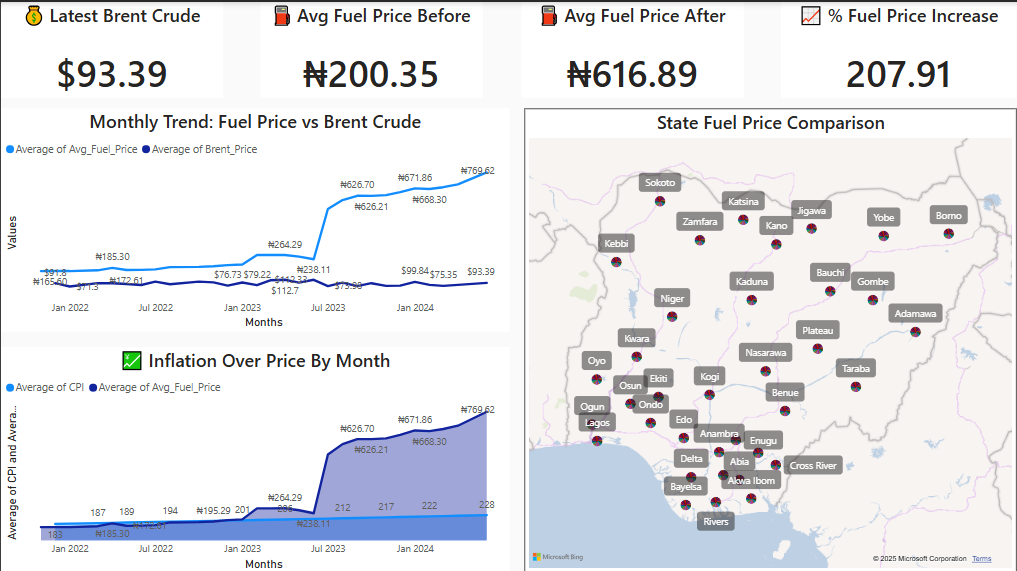 Latest Brent Crude
$93.39
Avg Fuel Price Before
₦200.35
Avg Fuel Price After
₦616.89
% Fuel Price Increase
207.91
Monthly Trend: Fuel Price vs Brent Crude
Average of Avg_Fuel_Price Average of Brent_Price
Values
₦769.62
₦671.86
₦626.70
₦626.21
₦668.30
₦264.29
₦185.30
₦238.11
$91.8
₦165.60
$71.3
₦172.61
$76.73 $79.22
$112.7
$99.84 $75.35 $93.39
Jan 2022 Jul 2022 Jan 2023 Jul 2023 Jan 2024
Months
Inflation Over Price By Month
Average of CPI Average of Avg_Fuel_Price
Average of CPI and Avera...
₦769.62
₦671.86
₦626.70
₦626.21
₦668.30
₦264.29
187 189 194 ₦195.29 201 206 212 217 222 228
₦238.11
183
₦185.30
Jan 2022 Jul 2022 Jan 2023 Jul 2023 Jan 2024
Months
State Fuel Price Comparison
Sokoto
Katsina
Jigawa
Zamfara
Kano
Yobe
Borno
Kebbi
Bauchi
Kaduna
Gombe
Niger
Adamawa
Plateau
Kwara
Nasarawa
Oyo
Taraba
Osun
Ekiti
Kogi
Benue
Ogun
Ondo
Lagos
Edo
Anambra
Enugu
Delta
Abia
Cross River
Bayelsa
Akwa Ibom
Rivers
Microsoft Bing
© 2025 Microsoft Corporation Terms